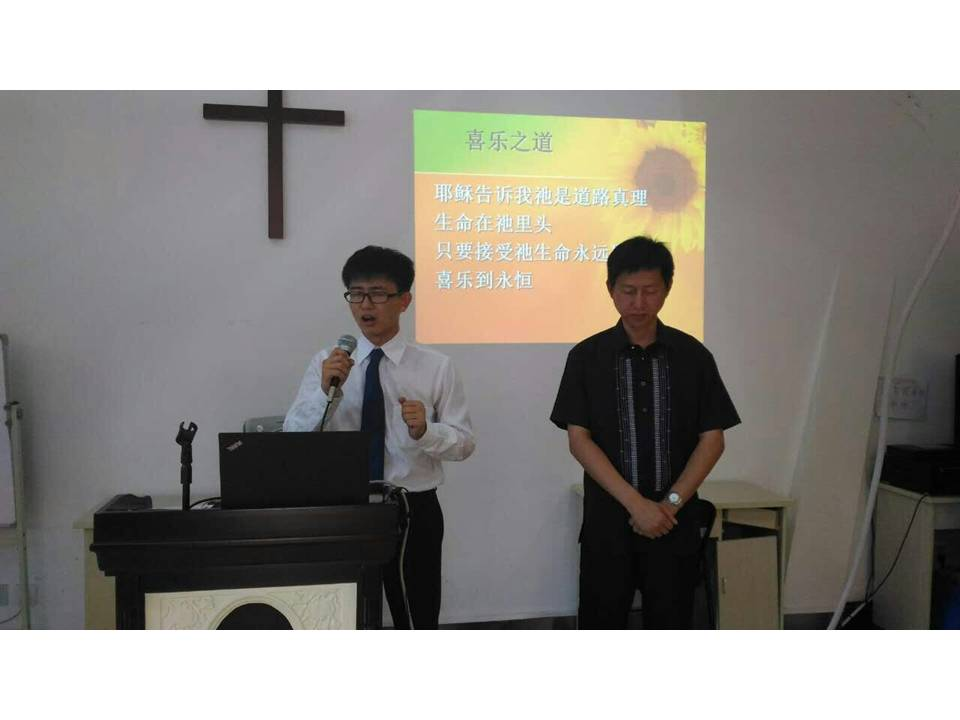 喜乐之道
耶稣告诉我祂是道路真理
生命在祂里头
只要接受祂生命永远
喜乐到永恒
ThinkPad